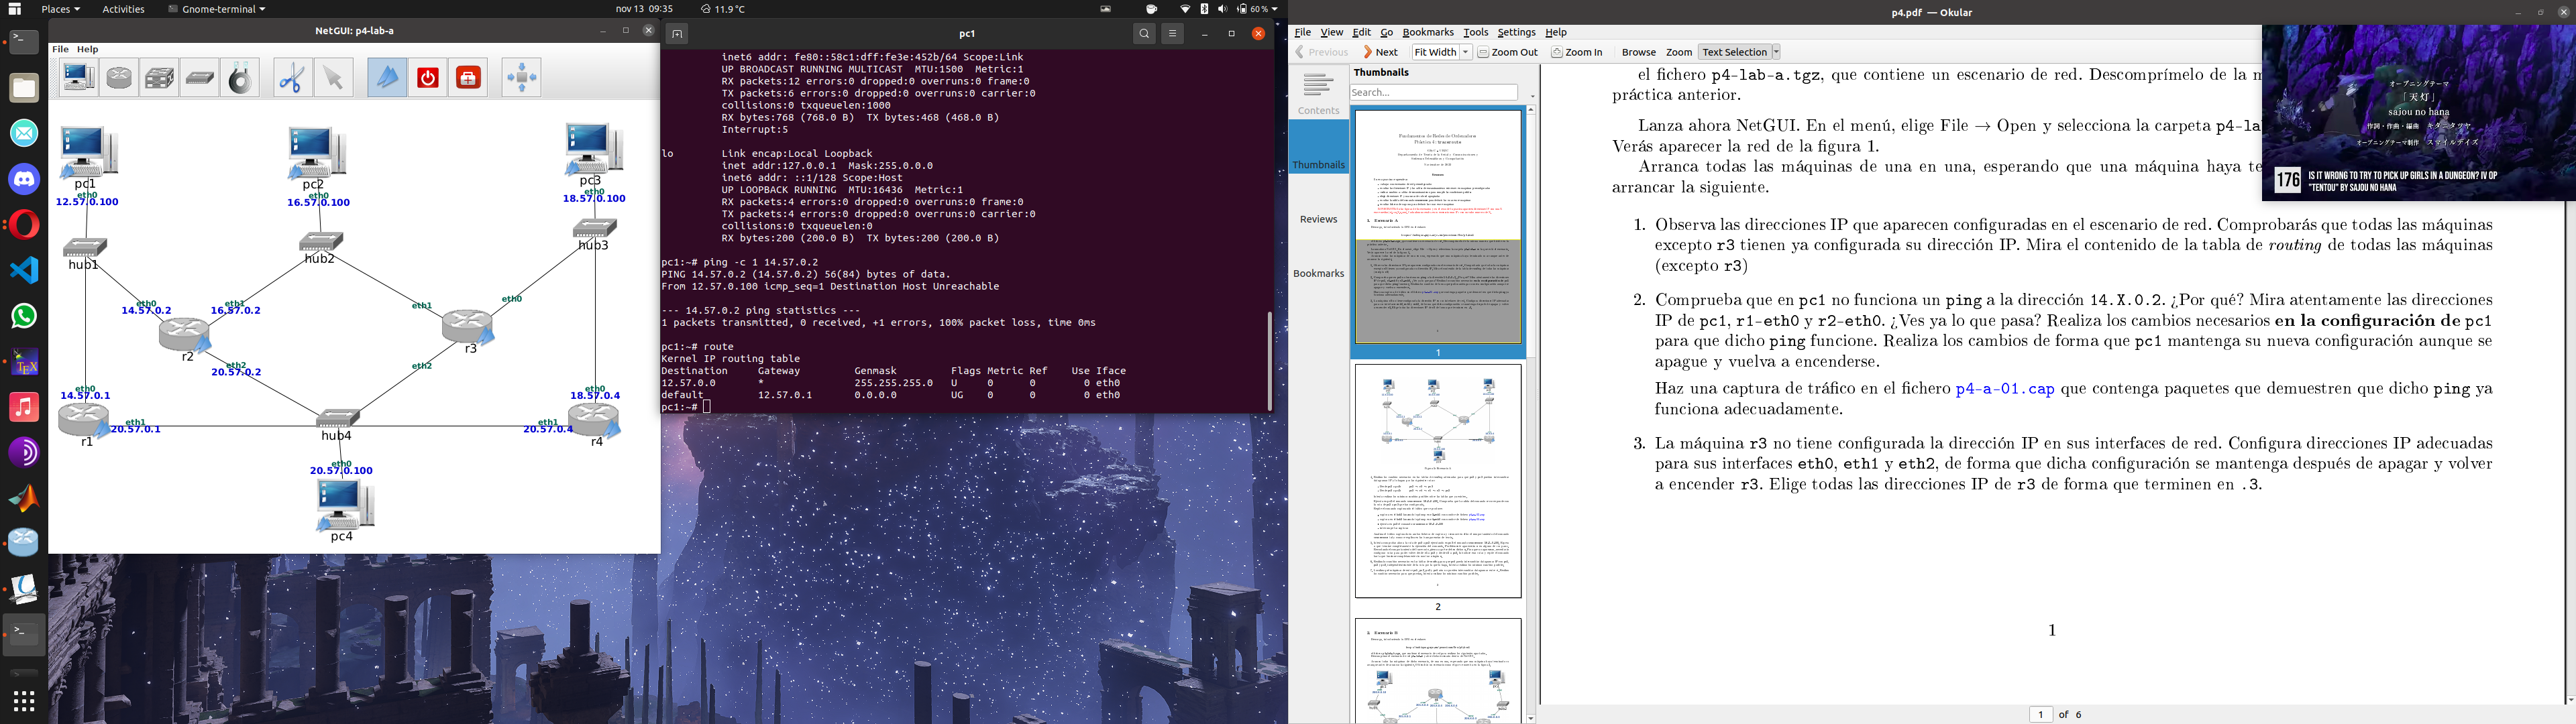 Places
Activities
Gnome-terminal
nov 13 09:35
11.9 °C
60 %
NetGUI: p4-lab-a
File Help
pc1
eth0
12.57.0.100
pc2
eth0
16.57.0.100
pc3
eth0
18.57.0.100
hub1
hub2
hub3
eth0
14.57.0.2
eth1
16.57.0.2
eth1
eth0
r2
r3
eth2
20.57.0.2
eth2
eth0
14.57.0.1
eth0
18.57.0.4
r1
eth1
20.57.0.1
hub4
eth1
20.57.0.4
r4
eth0
20.57.0.100
pc4
pc1
inet6 addr: fe80::58c1:dff:fe3e:452b/64 Scope:Link
UP BROADCAST RUNNING MULTICAST  MTU:1500  Metric:1
RX packets:12 errors:0 dropped:0 overruns:0 frame:0
TX packets:6 errors:0 dropped:0 overruns:0 carrier:0
collisions:0 txqueuelen:1000
RX bytes:768 (768.0 B)  TX bytes:468 (468.0 B)
Interrupt:5
lo        Link encap:Local Loopback
inet addr:127.0.0.1  Mask:255.0.0.0
inet6 addr: ::1/128 Scope:Host
UP LOOPBACK RUNNING  MTU:16436  Metric:1
RX packets:4 errors:0 dropped:0 overruns:0 frame:0
TX packets:4 errors:0 dropped:0 overruns:0 carrier:0
collisions:0 txqueuelen:0
RX bytes:200 (200.0 B)  TX bytes:200 (200.0 B)
pc1:~# ping -c 1 14.57.0.2
PING 14.57.0.2 (14.57.0.2) 56(84) bytes of data.
From 12.57.0.100 icmp_seq=1 Destination Host Unreachable
--- 14.57.0.2 ping statistics ---
1 packets transmitted, 0 received, +1 errors, 100% packet loss, time 0ms
pc1:~# route
Kernel IP routing table
Destination     Gateway         Genmask         Flags Metric Ref    Use Iface
12.57.0.0       *               255.255.255.0   U     0      0        0 eth0
default         12.57.0.1       0.0.0.0         UG    0      0        0 eth0
pc1:~#
p4.pdf — Okular
File View Edit Go Bookmarks Tools Settings Help
Previous Next Fit Width Zoom Out Zoom In Browse Zoom Text Selection
Contents
Thumbnails
Reviews
Bookmarks
Thumbnails
Search...
1
2
el fichero p4-lab-a.tgz, que contiene un escenario de red. Descomprímelo de la m
práctica anterior.
Lanza ahora NetGUI. En el menú, elige File → Open y selecciona la carpeta p4-la
Verás aparecer la red de la figura 1.
Arranca todas las máquinas de una en una, esperando que una máquina haya te
arrancar la siguiente.
1. Observa las direcciones IP que aparecen configuradas en el escenario de red. Comprobarás que todas las máquinas
excepto r3 tienen ya configurada su dirección IP. Mira el contenido de la tabla de routing de todas las máquinas
(excepto r3)
2. Comprueba que en pc1 no funciona un ping a la dirección 14.X.0.2. ¿Por qué? Mira atentamente las direcciones
IP de pc1, r1-eth0 y r2-eth0. ¿Ves ya lo que pasa? Realiza los cambios necesarios en la configuración de pc1
para que dicho ping funcione. Realiza los cambios de forma que pc1 mantenga su nueva configuración aunque se
apague y vuelva a encenderse.
Haz una captura de tráfico en el fichero p4-a-01.cap que contenga paquetes que demuestren que dicho ping ya
funciona adecuadamente.
3. La máquina r3 no tiene configurada la dirección IP en sus interfaces de red. Configura direcciones IP adecuadas
para sus interfaces eth0, eth1 y eth2, de forma que dicha configuración se mantenga después de apagar y volver
a encender r3. Elige todas las direcciones IP de r3 de forma que terminen en .3.
1
1 of 6
オープニングテーマ
「天灯」
sajou no hana
作詞・作曲・編曲 キタニタツヤ
オープニングテーマ制作 スマイルデイズ
176
IS IT WRONG TO TRY TO PICK UP GIRLS IN A DUNGEON? IV OP
"TENTOU" BY SAJOU NO HANA